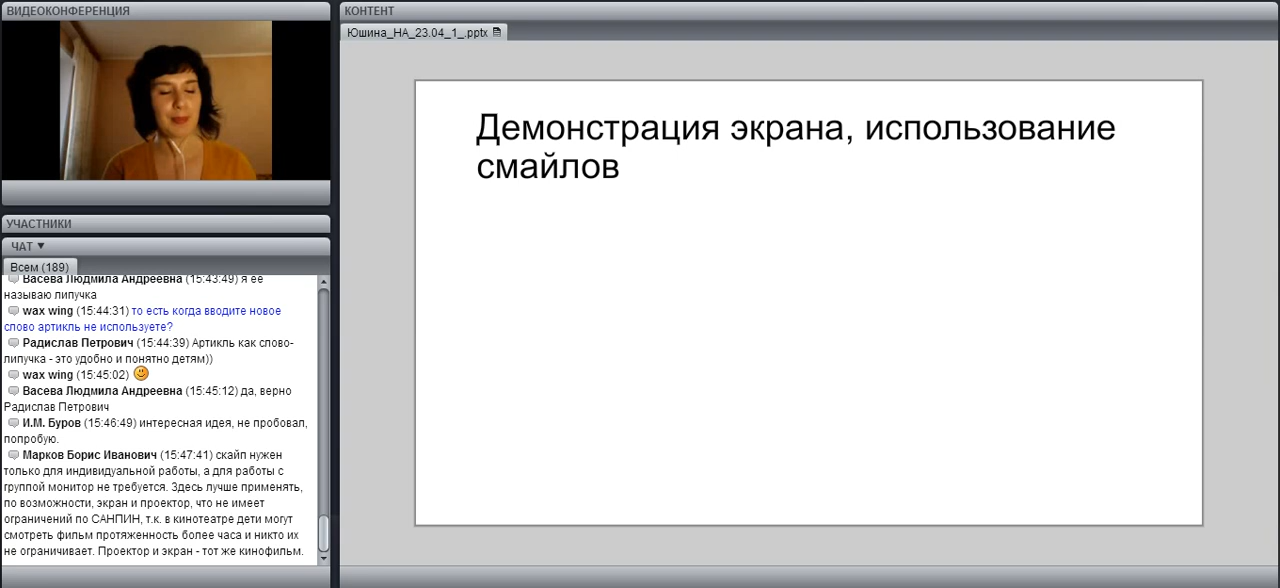 ВИДЕОКОНФЕРЕНЦИЯ
УЧАСТНИКИ
ЧАТ ▼
Всем (189)
Васева Людмила Андреевна (15:43:49) я ее
называю липучка
wax wing (15:44:31) то есть когда вводите новое
слово артикль не используете?
Радислав Петрович (15:44:39) Артикль как слово-
липучка - это удобно и понятно детям))
wax wing (15:45:02)
Васева Людмила Андреевна (15:45:12) да, верно
Радислав Петрович
И.М. Буров (15:46:49) интересная идея, не пробовал,
попробую.
Марков Борис Иванович (15:47:41) скайп нужен
только для индивидуальной работы, а для работы с
группой монитор не требуется. Здесь лучше применять,
по возможности, экран и проектор, что не имеет
ограничений по САНПИН, т.к. в кинотеатре дети могут
смотреть фильм протяженность более часа и никто их
не ограничивает. Проектор и экран - тот же кинофильм.
КОНТЕНТ
Юшина_НА_23.04_1_.pptx
Демонстрация экрана, использование
смайлов